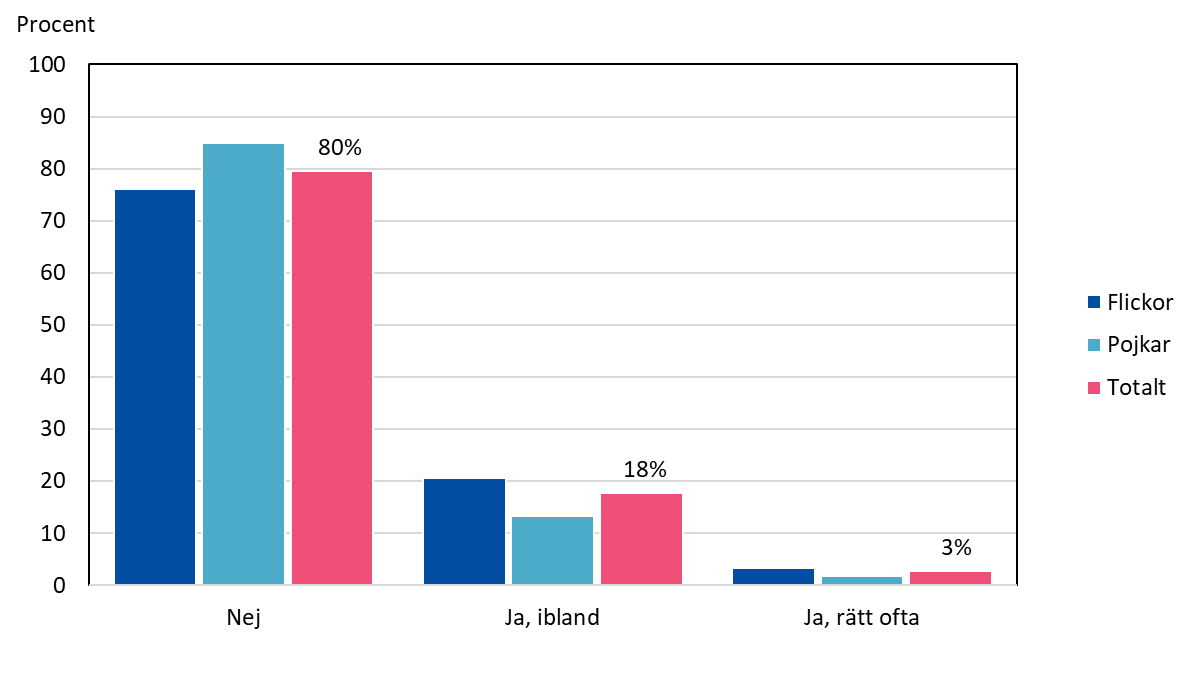 Procent
100
90
80
70
60
50
40
30
20
10
0
80%
18%
3%
Nej
Ja, ibland
Ja, rätt ofta
Flickor
Pojkar
Totalt